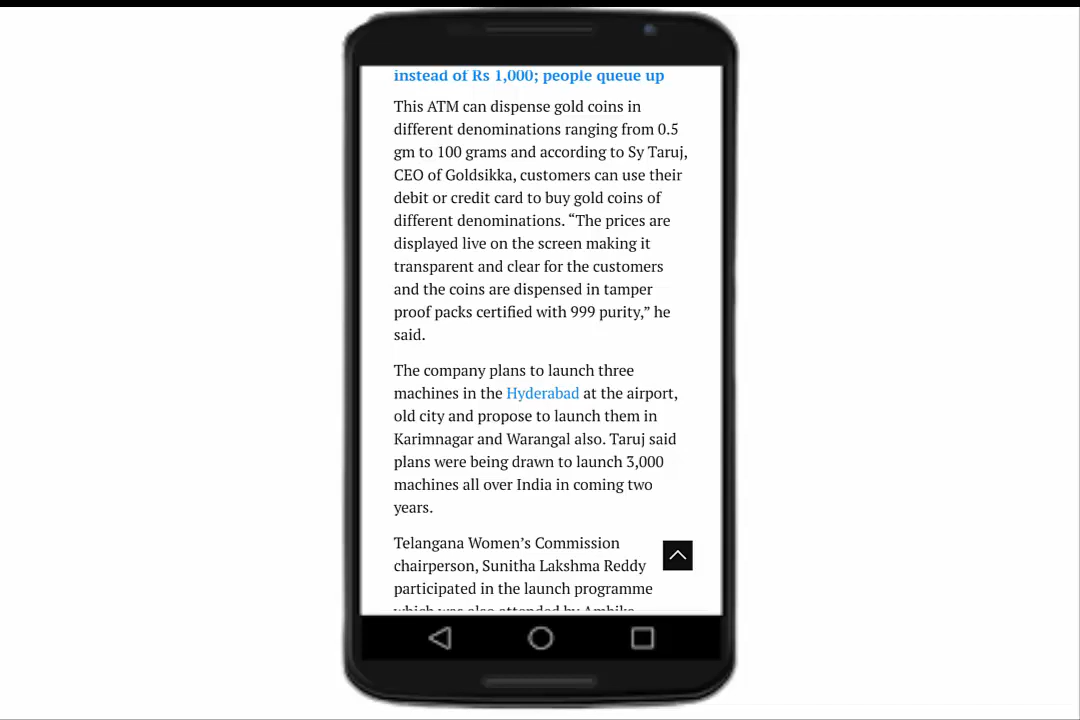 instead of Rs 1,000; people queue up
This ATM can dispense gold coins in
different denominations ranging from 0.5
gm to 100 grams and according to Sy Taruj,
CEO of Goldsikka, customers can use their
debit or credit card to buy gold coins of
different denominations. “The prices are
displayed live on the screen making it
transparent and clear for the customers
and the coins are dispensed in tamper
proof packs certified with 999 purity,” he
said.
The company plans to launch three
machines in the Hyderabad at the airport,
old city and propose to launch them in
Karimnagar and Warangal also. Taruj said
plans were being drawn to launch 3,000
machines all over India in coming two
years.
Telangana Women’s Commission
chairperson, Sunitha Lakshma Reddy
participated in the launch programme
which was also attended by Ambika